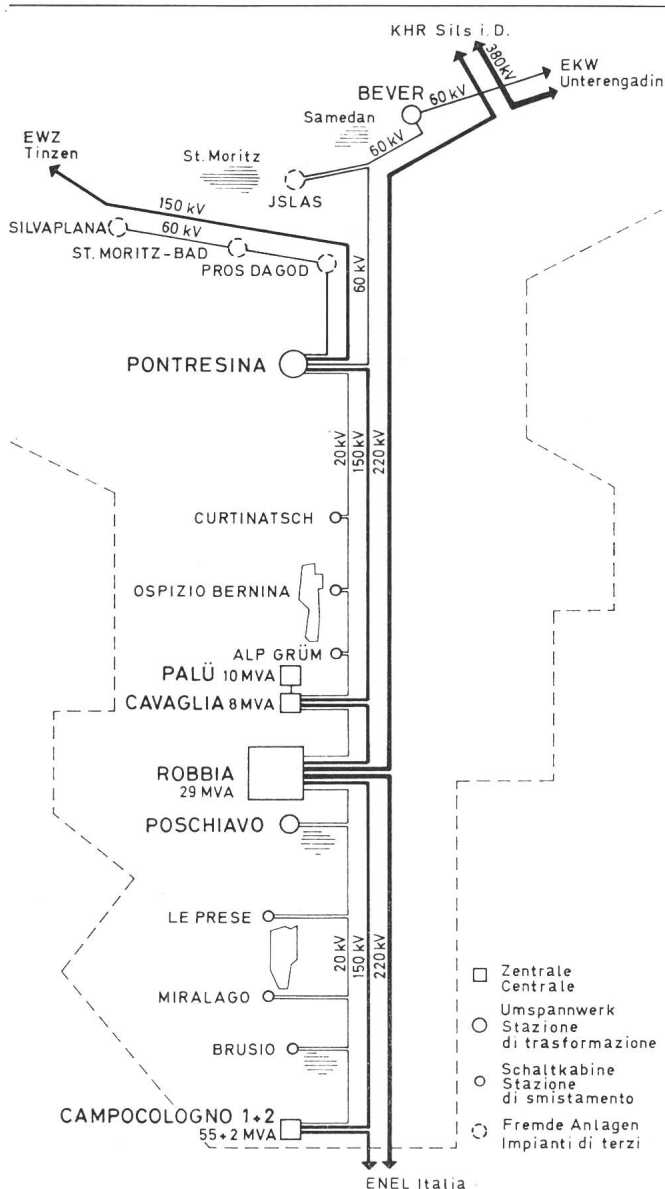 KHR Sils i.D.
380kV
EKW
Unterengadin
BEVER
60 kV
Samedan
60 kV
EWZ
Tinzen
St. Moritz
JSLAS
150 kV
SILVAPLANA
60 kV
ST. MORITZ-BAD
PROS DAGOD
60 kV
PONTRESINA
20 kV
150 kV
220 kV
CURTINATSCH
OSPIZIO BERNINA
ALP GRÜM
PALÜ 10 MVA
CAVAGLIA 8 MVA
ROBBIA
29 MVA
POSCHIAVO
LE PRESE
20 kV
150 kV
220 kV
MIRALAGO
BRUSIO
CAMPOCOLOGNO 1+2
55+2 MVA
ENEL Italia
Zentrale
Centrale
Umspannwerk
Stazione
di trasformazione
Schaltkabine
Stazione
di smistamento
Fremde Anlagen
Impianti di terzi